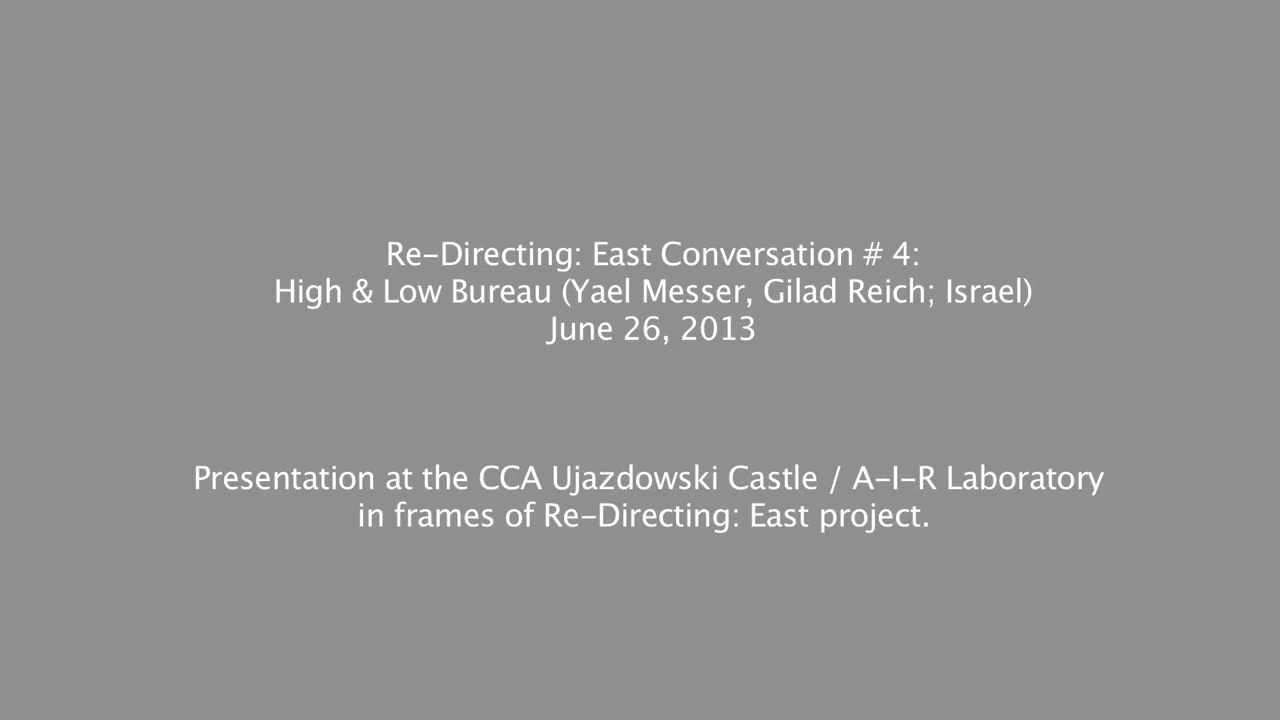 Re-Directing: East Conversation # 4:
High & Low Bureau (Yael Messer, Gilad Reich; Israel)
June 26, 2013
Presentation at the CCA Ujazdowski Castle / A-I-R Laboratory
in frames of Re-Directing: East project.